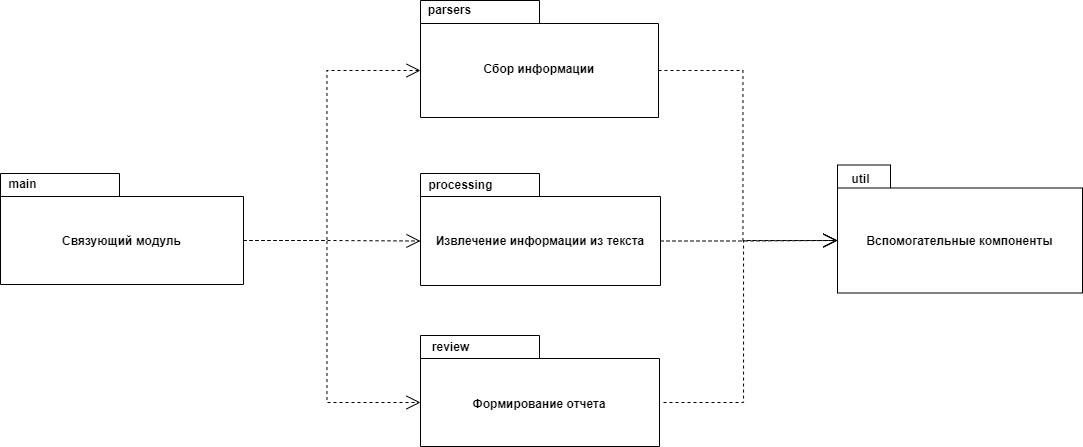 parsers
Сбор информации
main
Связующий модуль
processing
Извлечение информации из текста
util
Вспомогательные компоненты
review
Формирование отчета